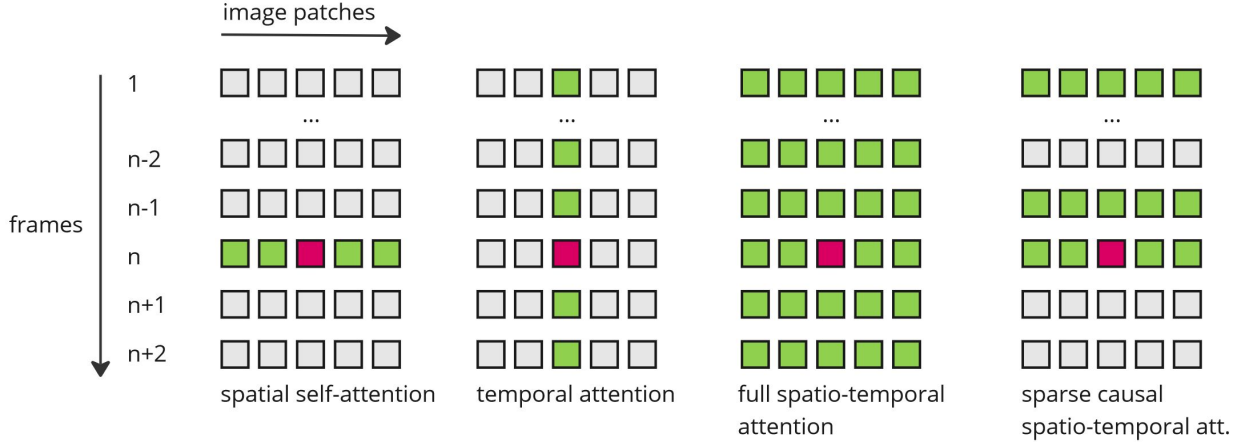 image patches
frames
1
... ... ... ...
n-2
n-1
n
n+1
n+2
spatial self-attention
temporal attention
full spatio-temporal
attention
sparse causal
spatio-temporal att.